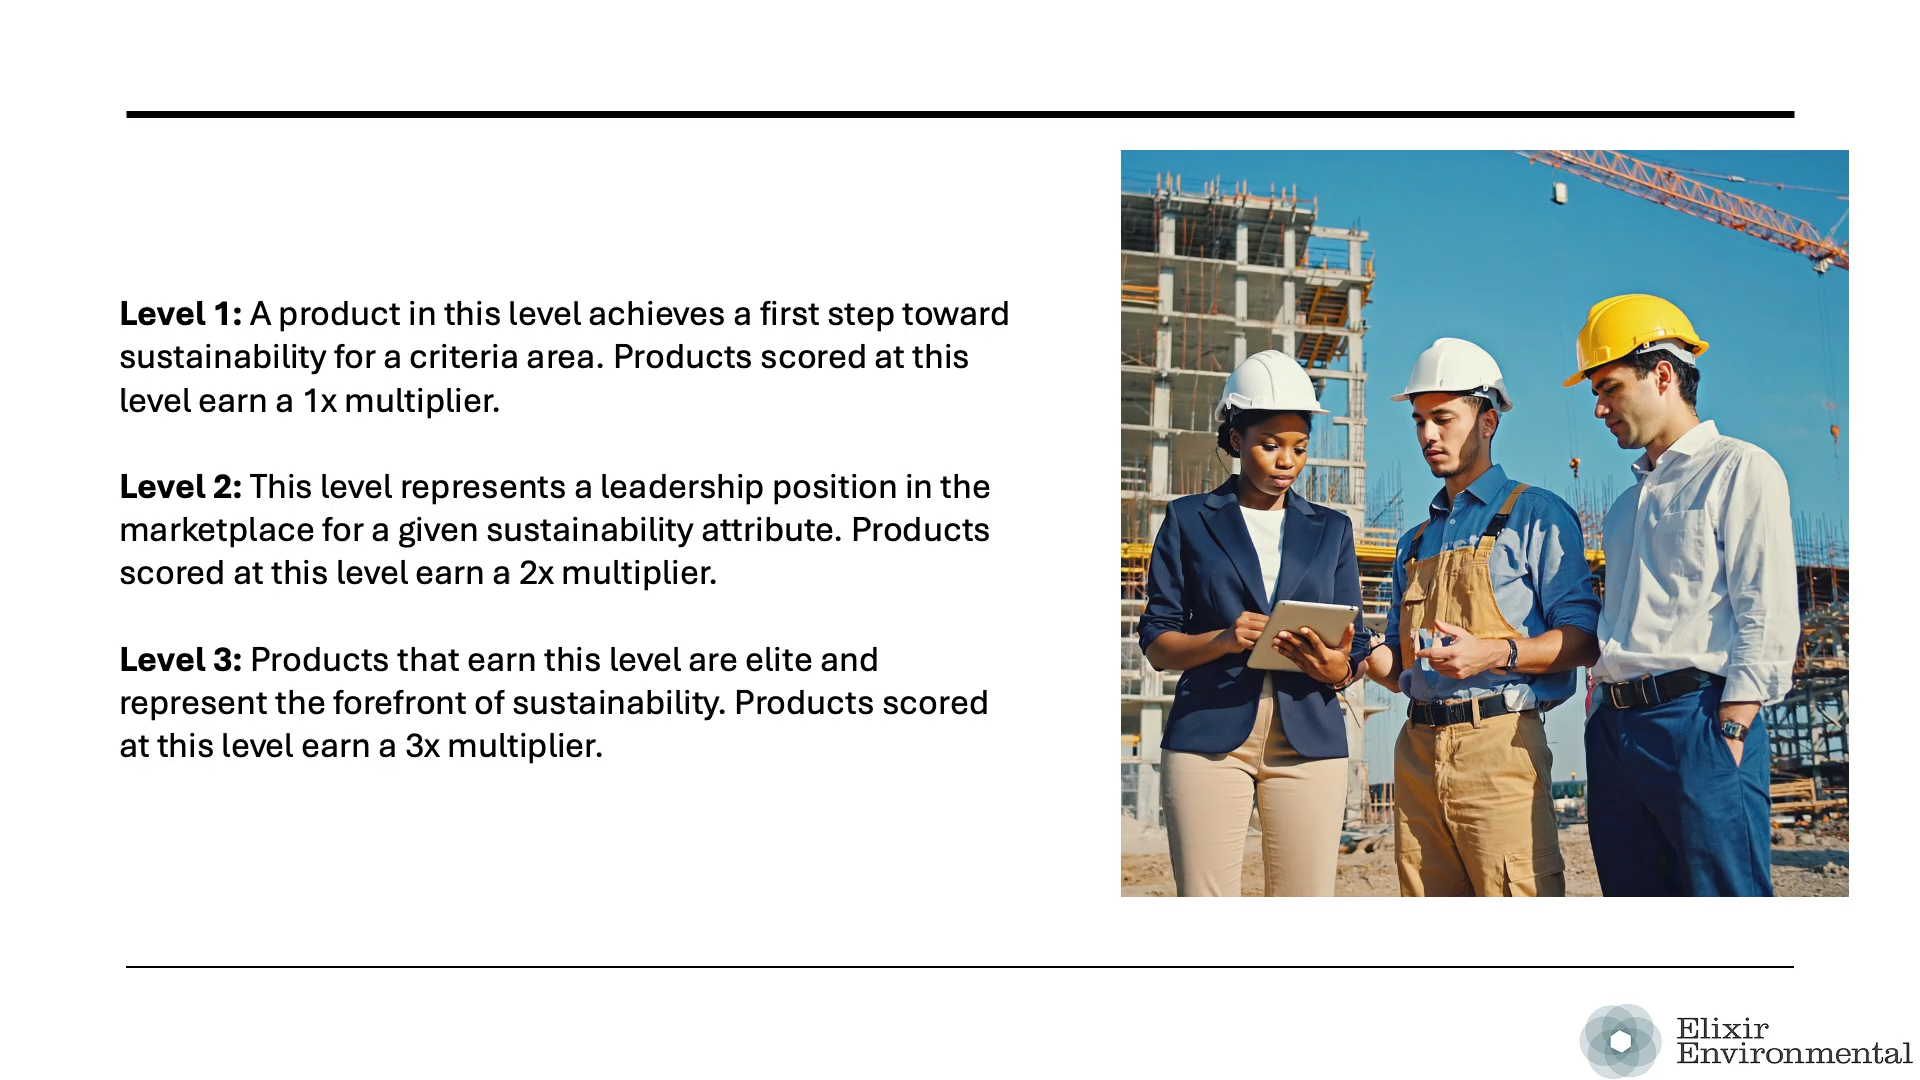 Level 1: A product in this level achieves a first step toward
sustainability for a criteria area. Products scored at this
level earn a 1x multiplier.
Level 2: This level represents a leadership position in the
marketplace for a given sustainability attribute. Products
scored at this level earn a 2x multiplier.
Level 3: Products that earn this level are elite and
represent the forefront of sustainability. Products scored
at this level earn a 3x multiplier.
Elixir
Environmental